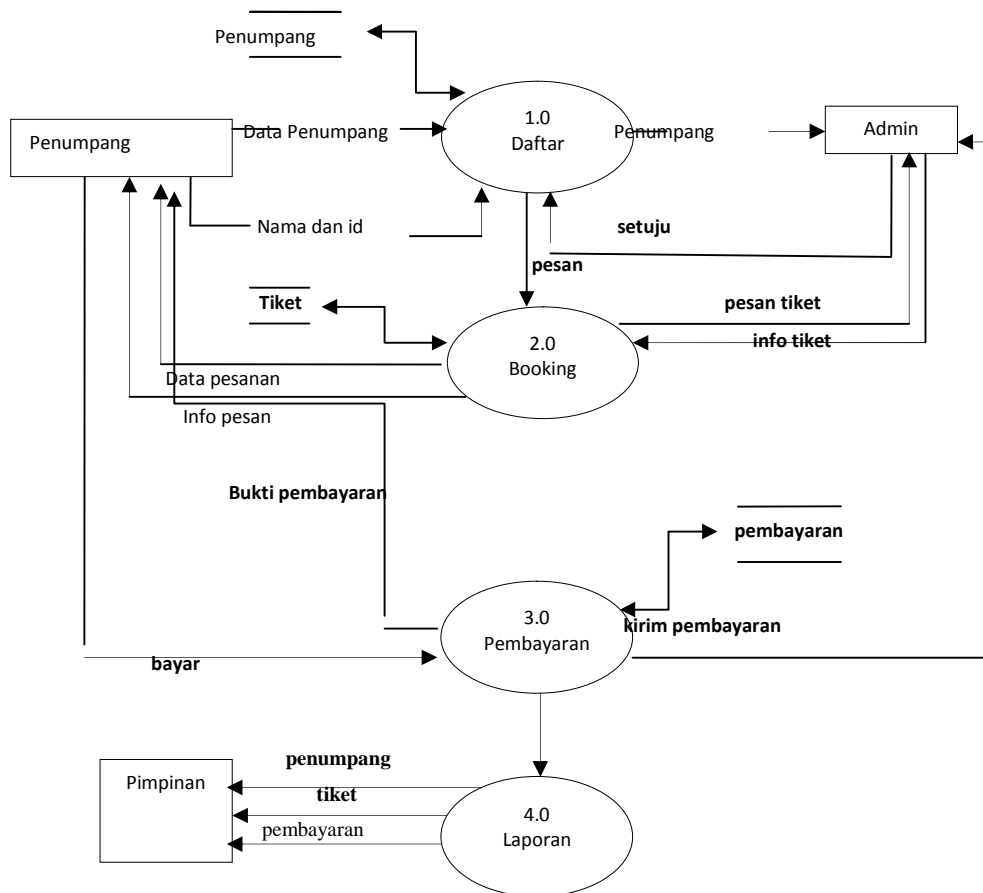 Penumpang
1.0
Daftar
Penumpang
Data Penumpang
Penumpang
Admin
Nama dan id
setuju
pesan
Tiket
pesan tiket
info tiket
2.0
Booking
Data pesanan
Info pesan
Bukti pembayaran
pembayaran
3.0
Pembayaran
kirim pembayaran
bayar
penumpang
Pimpinan
tiket
pembayaran
4.0
Laporan